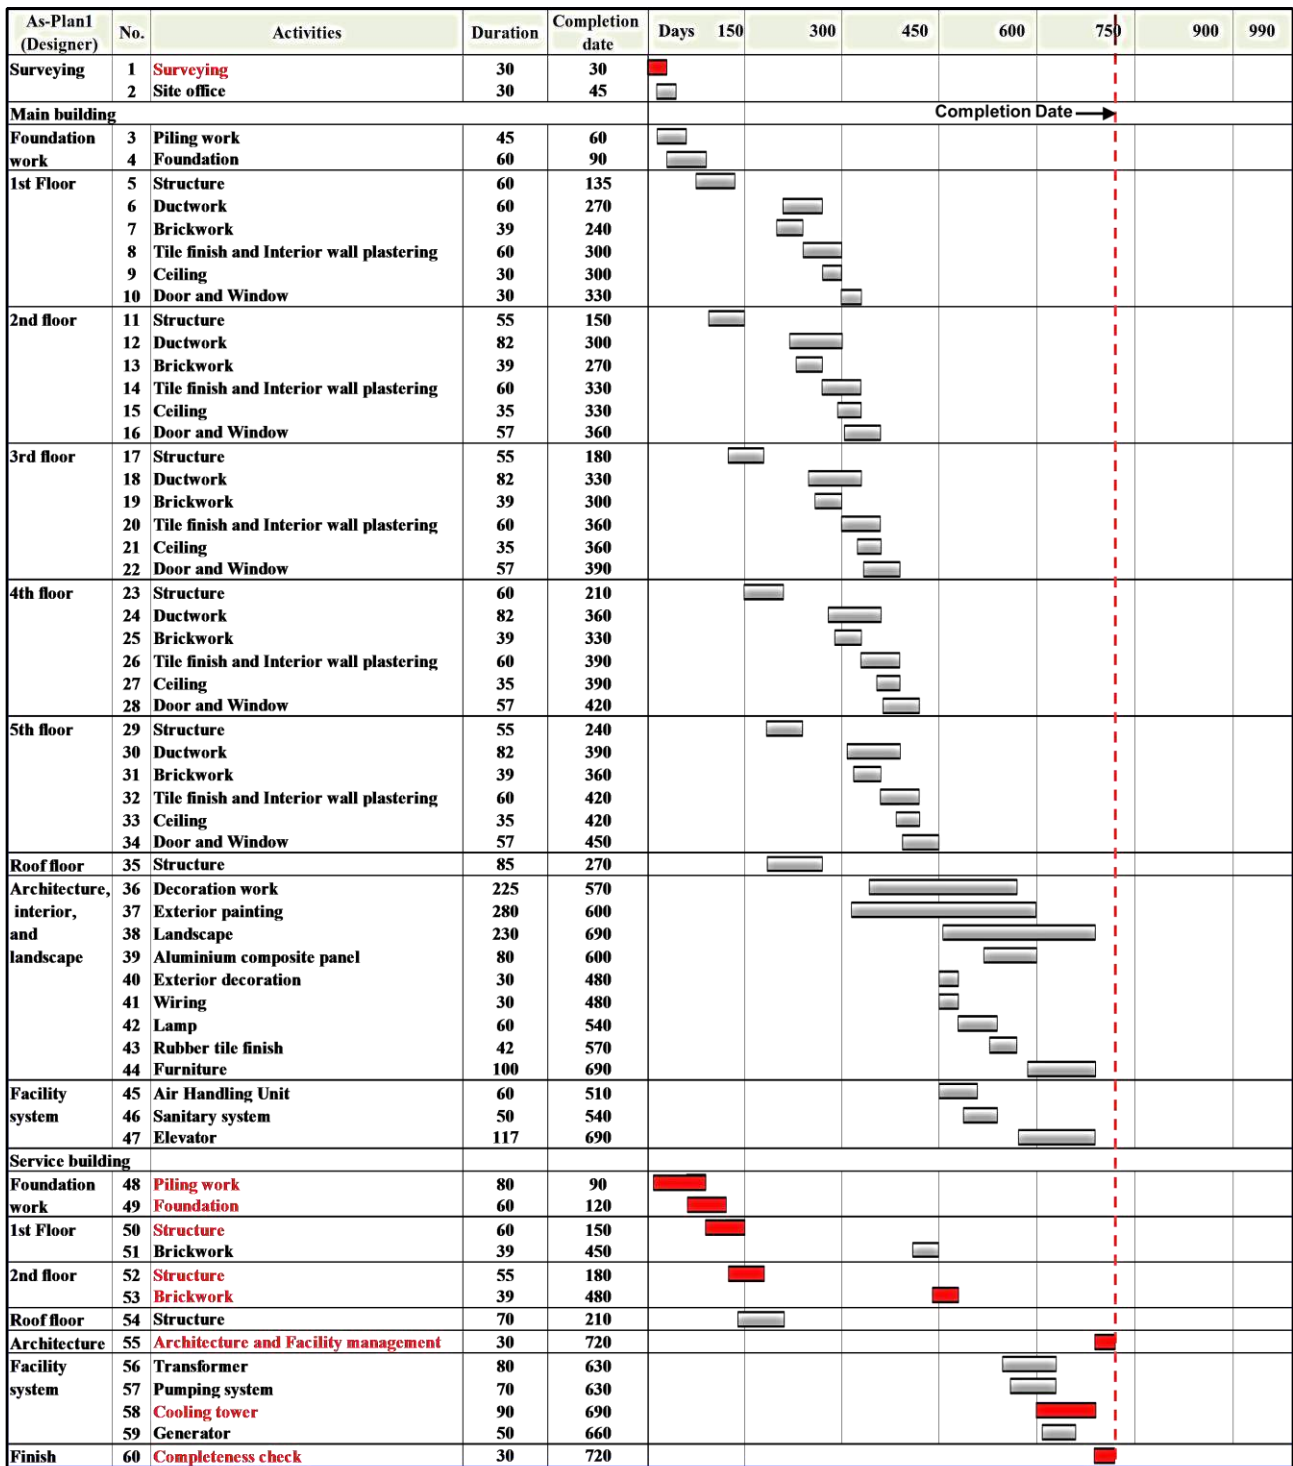 As-Plan1 (Designer) No. Activities Duration Completion date Days 150 300 450 600 750 900 990
Surveying 1 Surveying 30 30
2 Site office 30 45
Main building Completion Date
Foundation 3 Piling work 45 60
work 4 Foundation 60 90
1st Floor 5 Structure 60 135
6 Ductwork 60 270
7 Brickwork 39 240
8 Tile finish and Interior wall plastering 60 300
9 Ceiling 30 300
10 Door and Window 30 330
2nd floor 11 Structure 55 150
12 Ductwork 82 300
13 Brickwork 39 270
14 Tile finish and Interior wall plastering 60 330
15 Ceiling 35 330
16 Door and Window 57 360
3rd floor 17 Structure 55 180
18 Ductwork 82 330
19 Brickwork 39 300
20 Tile finish and Interior wall plastering 60 360
21 Ceiling 35 360
22 Door and Window 57 390
4th floor 23 Structure 60 210
24 Ductwork 82 360
25 Brickwork 39 330
26 Tile finish and Interior wall plastering 60 390
27 Ceiling 35 390
28 Door and Window 57 420
5th floor 29 Structure 55 240
30 Ductwork 82 390
31 Brickwork 39 360
32 Tile finish and Interior wall plastering 60 420
33 Ceiling 35 420
34 Door and Window 57 450
Roof floor 35 Structure 85 270
Architecture, 36 Decoration work 225 570
interior, 37 Exterior painting 280 600
and 38 Landscape 230 690
landscape 39 Aluminium composite panel 80 600
40 Exterior decoration 30 480
41 Wiring 30 480
42 Lamp 60 540
43 Rubber tile finish 42 570
44 Furniture 100 690
Facility 45 Air Handling Unit 60 510
system 46 Sanitary system 50 540
47 Elevator 117 690
Service building
Foundation 48 Piling work 80 90
work 49 Foundation 60 120
1st Floor 50 Structure 60 150
51 Brickwork 39 450
2nd floor 52 Structure 55 180
53 Brickwork 39 480
Roof floor 54 Structure 70 210
Architecture 55 Architecture and Facility management 30 720
Facility 56 Transformer 80 630
system 57 Pumping system 70 630
58 Cooling tower 90 690
59 Generator 50 660
Finish 60 Completeness check 30 720